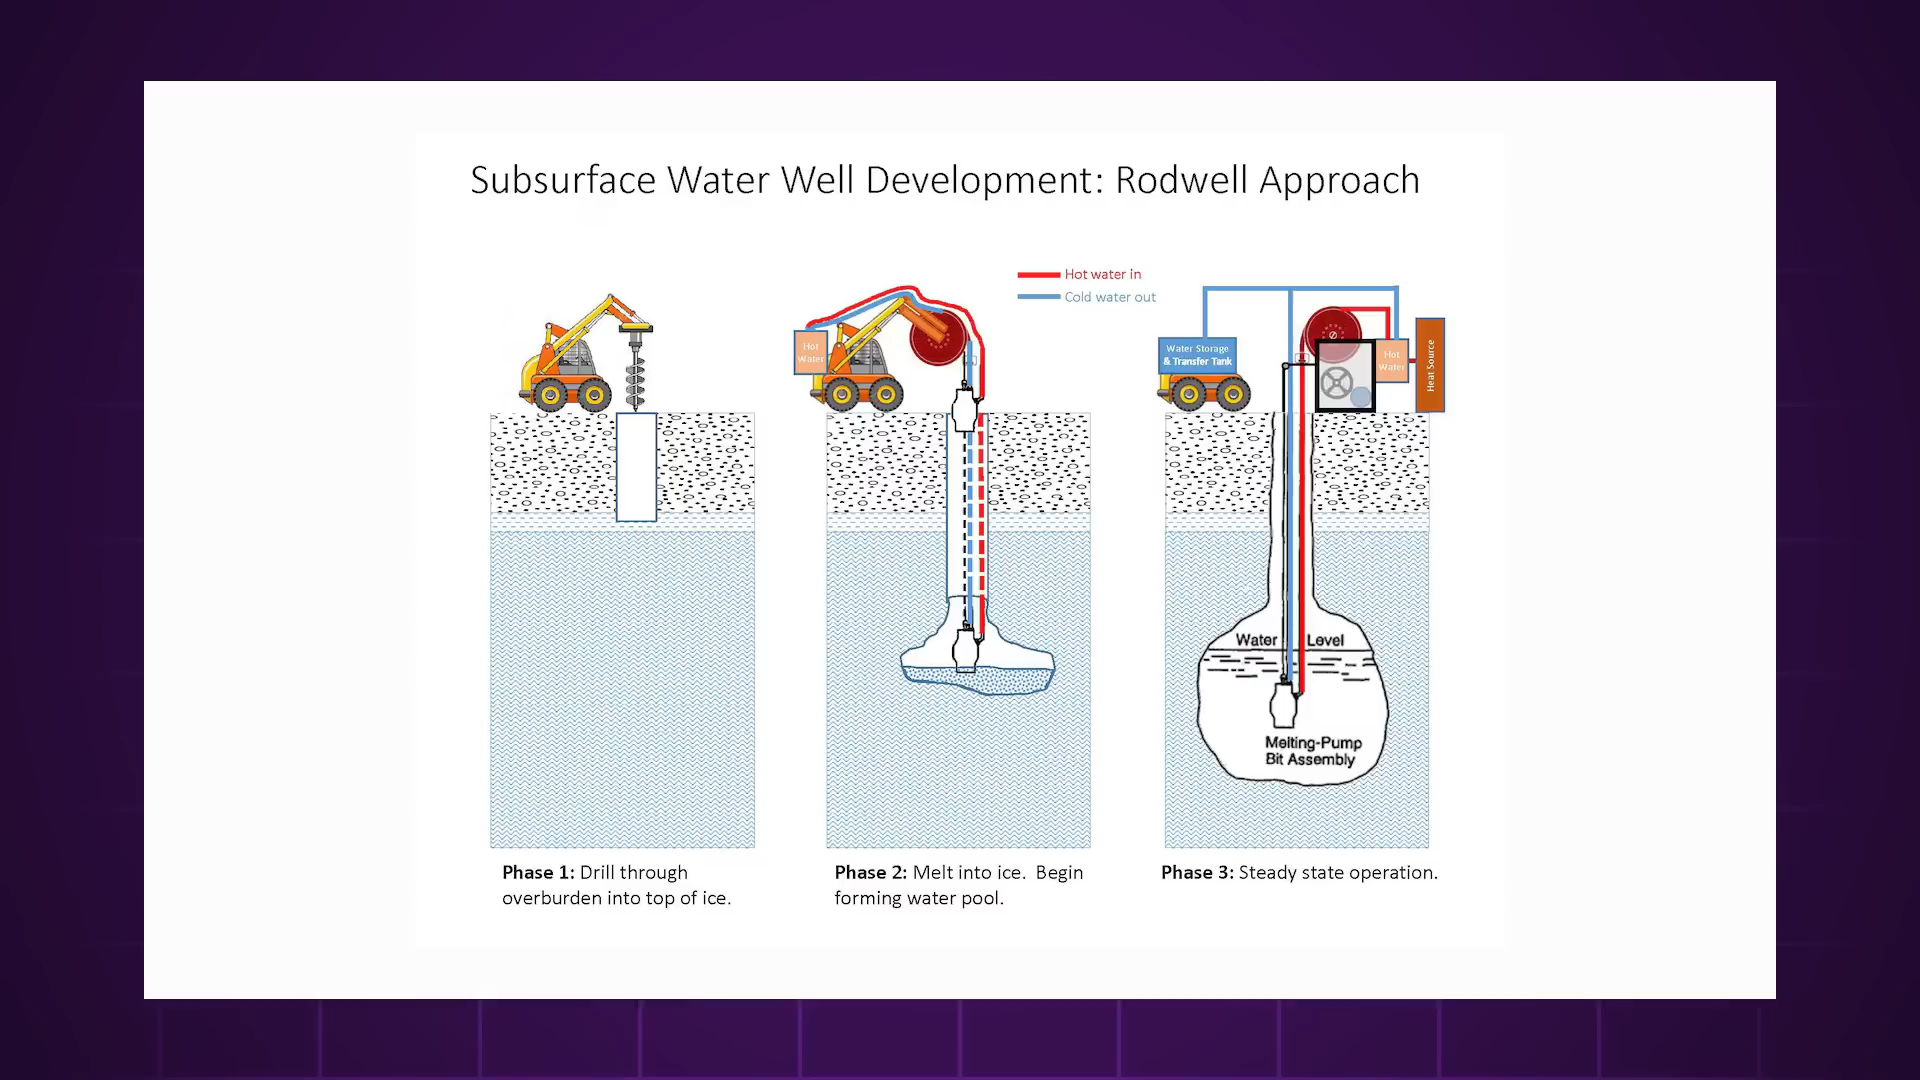 Subsurface Water Well Development: Rodwell Approach
Hot water in
Cold water out
Hot
Water
Water Storage
& Transfer Tank
Hot
Water
Heat Source
Water Level
Melting-Pump
Bit Assembly
Phase 1: Drill through
overburden into top of ice.
Phase 2: Melt into ice. Begin
forming water pool.
Phase 3: Steady state operation.